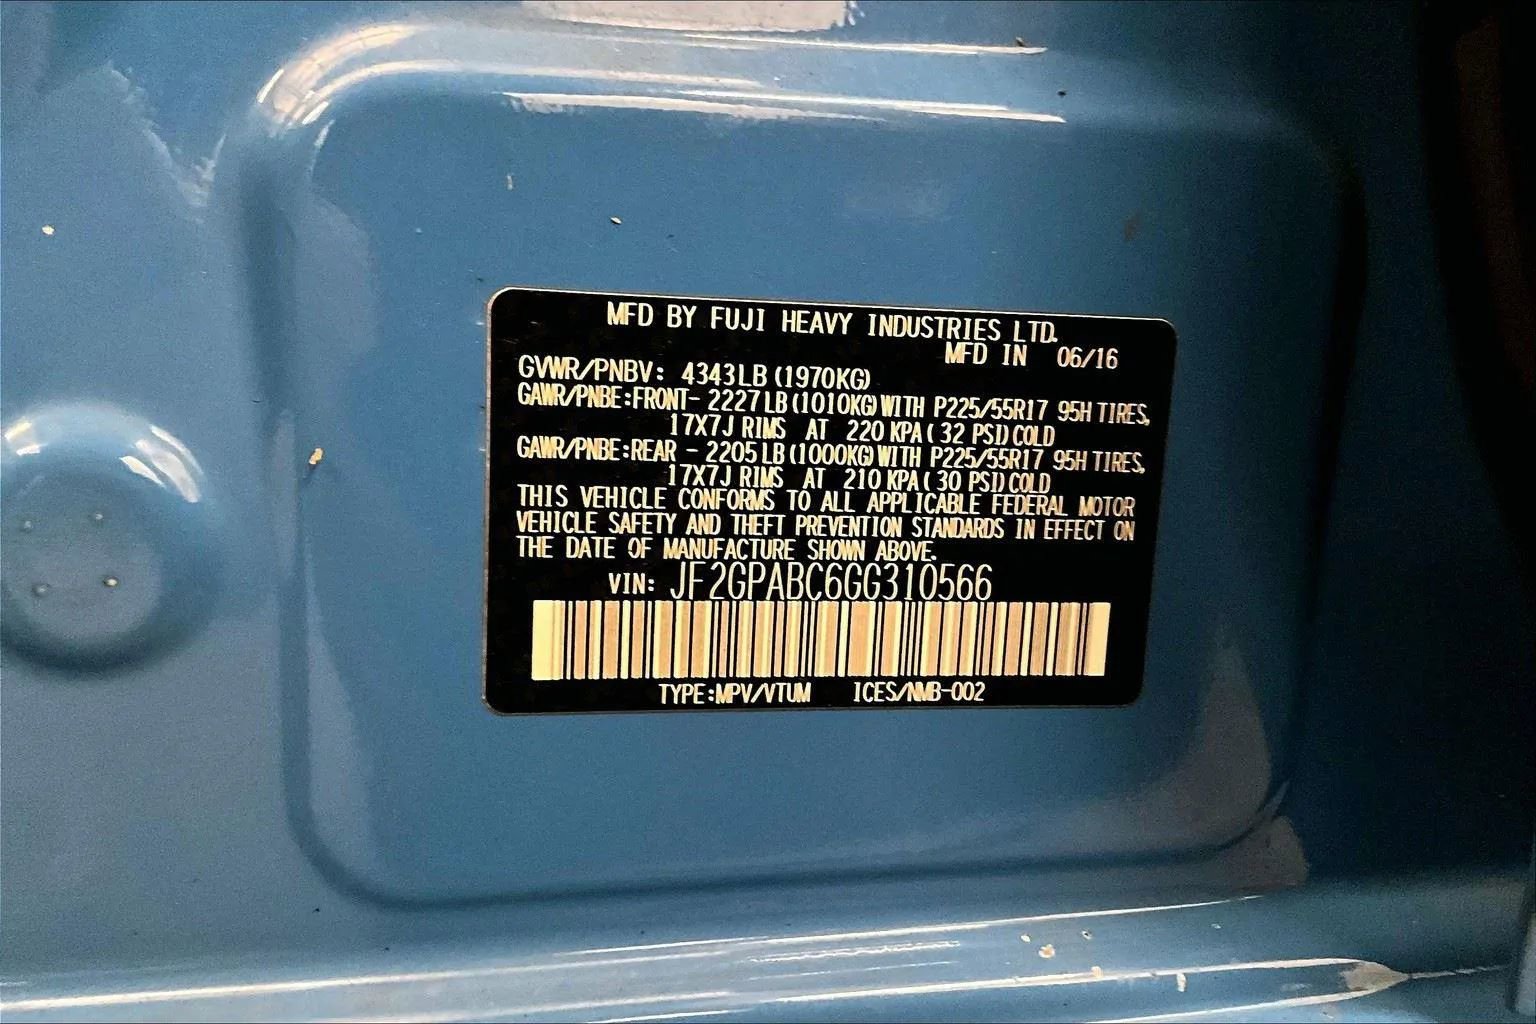 MFD BY FUJI HEAVY INDUSTRIES LTD.
MFD IN 06/16
GVWR/PNBV: 4343LB (1970KG)
GAWR/PNBE:FRONT- 2227LB(1010KG)WITH P225/55R17 95H TIRES,
17X7J RIMS AT 220 KPA( 32 PSI)COLD
GAWR/PNBE:REAR - 2205LB(1000KG)WITH P225/55R17 95H TIRES,
17X7J RIMS AT 210 KPA( 30 PSI)COLD
THIS VEHICLE CONFORMS TO ALL APPLICABLE FEDERAL MOTOR
VEHICLE SAFETY AND THEFT PREVENTION STANDARDS IN EFFECT ON
THE DATE OF MANUFACTURE SHOWN ABOVE.
VIN: JF2GPABC6GG310566
TYPE:MPV/VTUM ICES/NMB-002